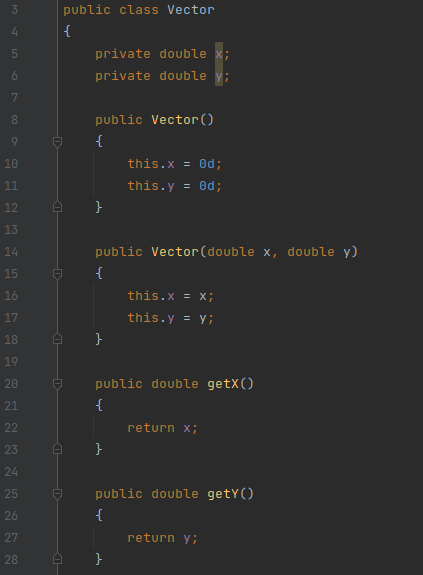 3 public class Vector
4 {
5     private double x;
6     private double y;
7
8     public Vector()
9     {
10         this.x = 0d;
11         this.y = 0d;
12     }
13
14     public Vector(double x, double y)
15     {
16         this.x = x;
17         this.y = y;
18     }
19
20     public double getX()
21     {
22         return x;
23     }
24
25     public double getY()
26     {
27         return y;
28     }